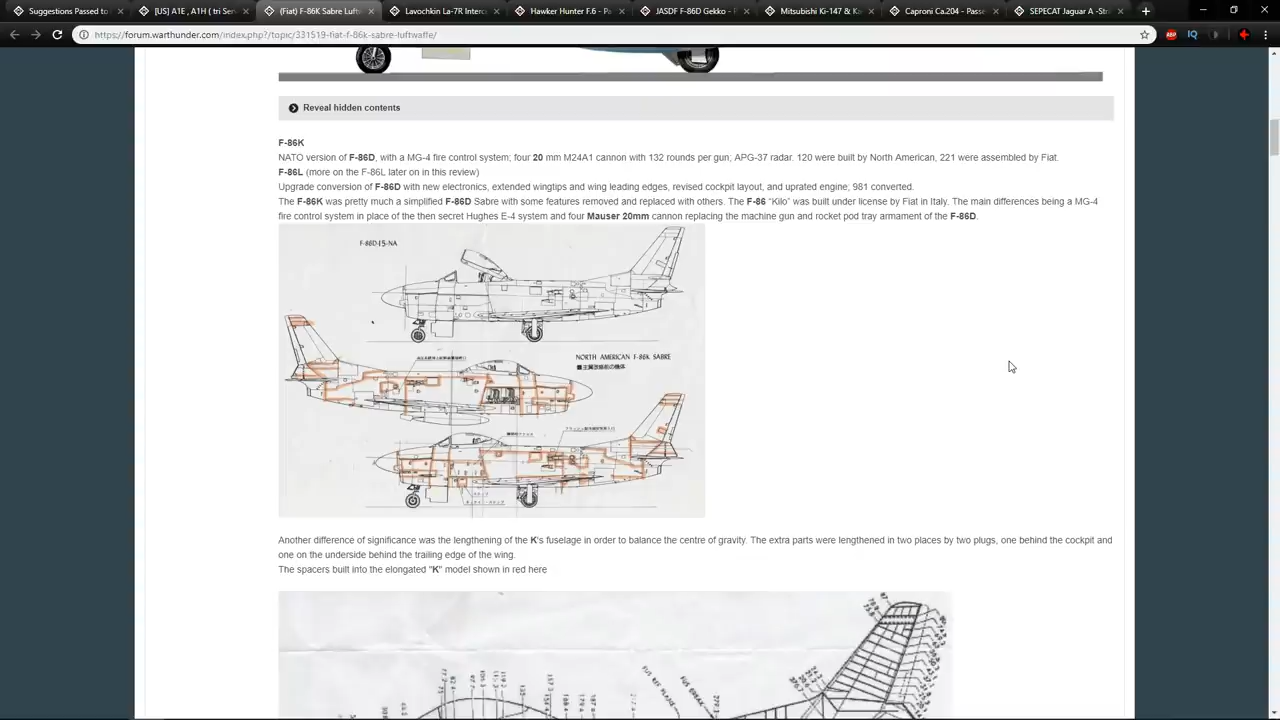 Suggestions Passed to
[US] A1E , A1H ( tri Ser
(Fiat) F-86K Sabre Luft
Lavochkin La-7R Interc
Hawker Hunter F.6 - P
JASDF F-86D Gekko - I
Mitsubishi Ki-147 & K
Caproni Ca.204 - Passe
SEPECAT Jaguar A -Str
https://forum.warthunder.com/index.php?/topic/331519-fiat-f-86k-sabre-luftwaffe/
Reveal hidden contents
F-86K
NATO version of F-86D, with a MG-4 fire control system; four 20 mm M24A1 cannon with 132 rounds per gun, APG-37 radar. 120 were built by North American, 221 were assembled by Fiat.
F-86L (more on the F-86L later on in this review)
Upgrade conversion of F-86D with new electronics, extended wingtips and wing leading edges, revised cockpit layout, and uprated engine; 981 converted.
The F-86K was pretty much a simplified F-86D Sabre with some features removed and replaced with others. The F-86 “Kilo” was built under license by Fiat in Italy. The main differences being a MG-4
fire control system in place of the then secret Hughes E-4 system and four Mauser 20mm cannon replacing the machine gun and rocket pod tray armament of the F-86D.
F-86D-15-NA
NORTH AMERICAN F-86K SABRE
Another difference of significance was the lengthening of the K's fuselage in order to balance the centre of gravity. The extra parts were lengthened in two places by two plugs, one behind the cockpit and
one on the underside behind the trailing edge of the wing.
The spacers built into the elongated "K" model shown in red here